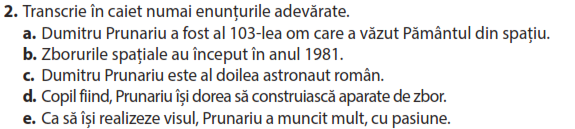 2. Transcrie în caiet numai enunțurile adevărate.
a. Dumitru Prunariu a fost al 103-lea om care a văzut Pământul din spațiu.
b. Zborurile spațiale au început în anul 1981.
c. Dumitru Prunariu este al doilea astronaut român.
d. Copil fiind, Prunariu își dorea să construiască aparate de zbor.
e. Ca să își realizeze visul, Prunariu a muncit mult, cu pasiune.